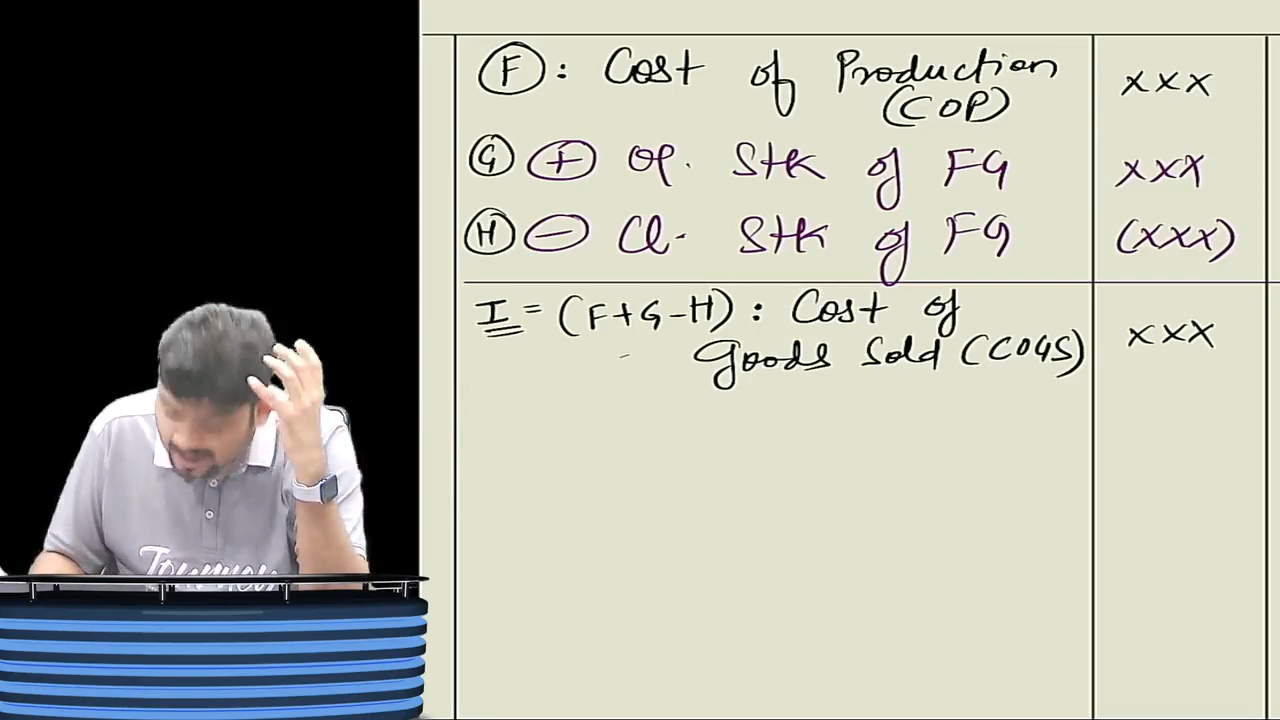 F : Cost of Production xxx
(COP)
G + Op. Stk of FG xxx
H - Cl. Stk of FG (xxx)
I = (F+G-H) : Cost of
Goods Sold (COGS) xxx
Journey